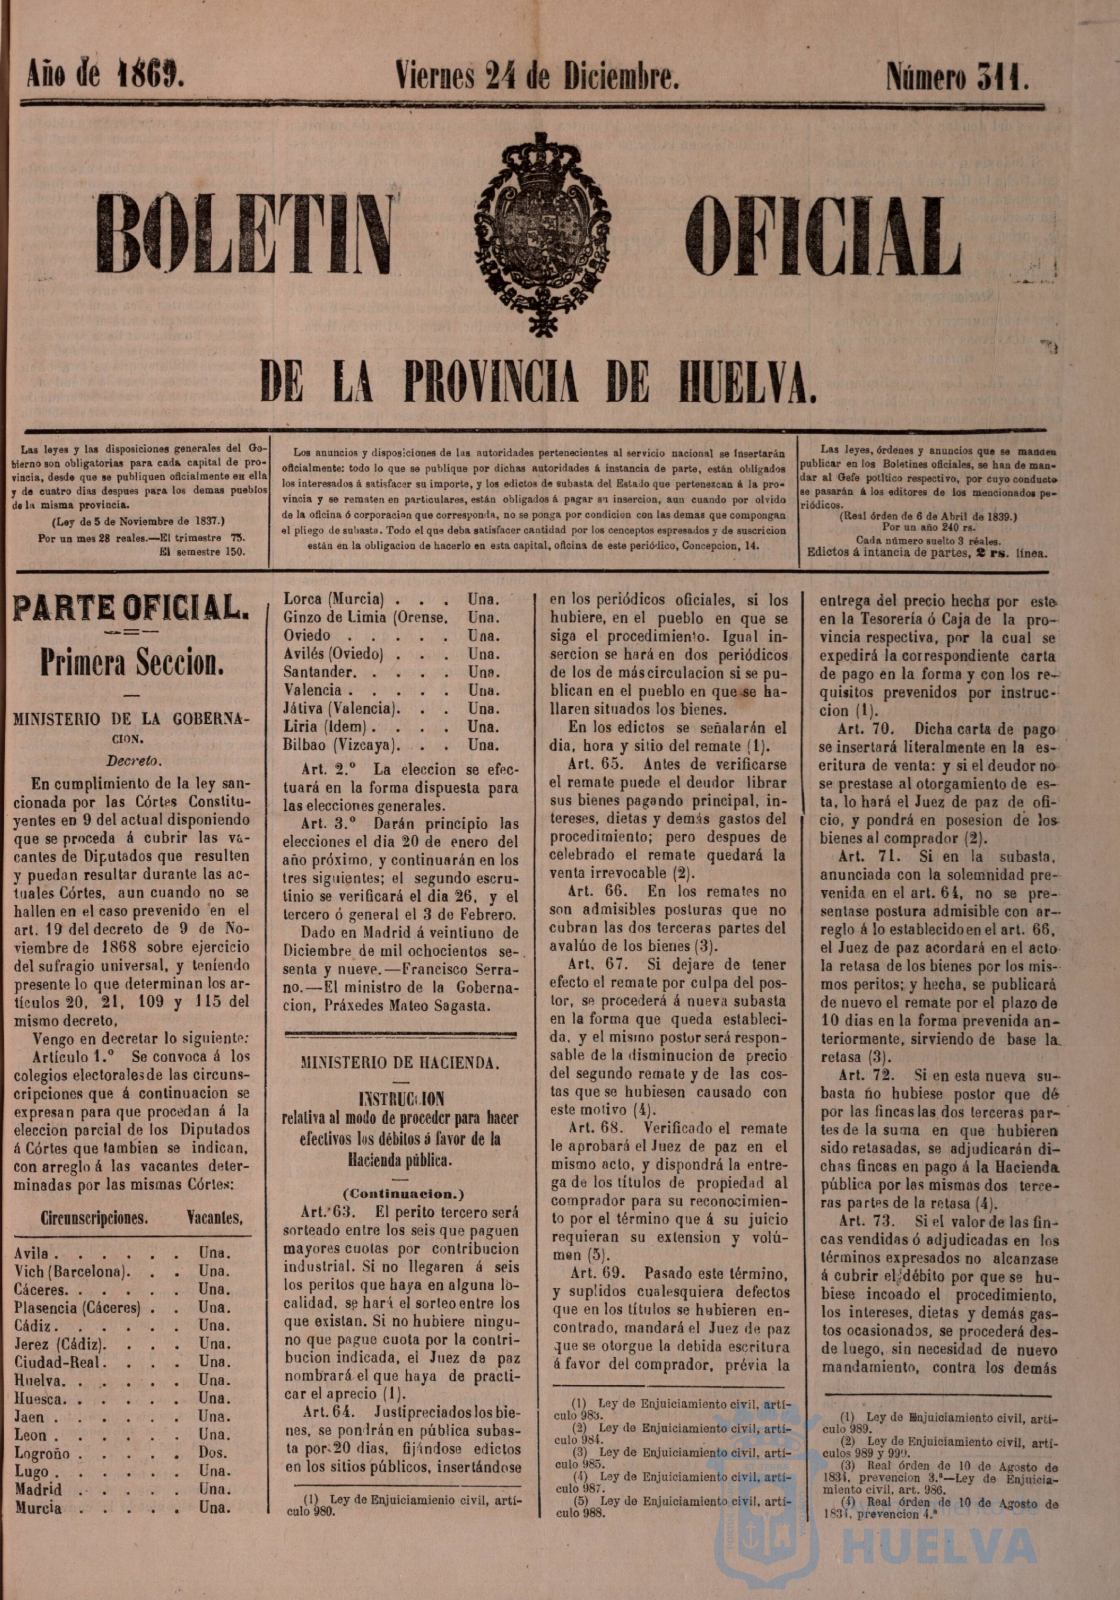 Año de 1869.
Viernes 24 de Diciembre.
Número 311.
BOLETIN OFICIAL
DE LA PROVINCIA DE HUELVA.
Las leyes y las disposiciones generales del Go-
bierno son obligatorias para cada capital de pro-
vincia, desde que se publiquen oficialmente en ella
y de cuatro dias despues para los demas pueblos
de la misma provincia.
(Ley de 5 de Noviembre de 1837.)
Por un mes 28 reales.—El trimestre 75.
El semestre 150.
Los anuncios y disposiciones de las autoridades pertenecientes al servicio nacional se insertarán
oficialmente: todo lo que se publique por dichas autoridades á instancia de parte, están obligados
los interesados á satisfacer su importe, y los edictos de subasta del Estado que pertenezcan á la pro-
vincia y se rematen en particulares, están obligados á pagar su insercion, aun cuando por olvido
de la oficina ó corporacion que corresponda, no se ponga por condicion con las demas que compongan
el pliego de subasta. Todo el que deba satisfacer cantidad por los conceptos espresados y de suscricion
están en la obligacion de hacerlo en esta capital, oficina de este periódico, Concepcion, 14.
Las leyes, órdenes y anuncios que se manden
publicar en los Boletines oficiales, se han de man-
dar al Gefe político respectivo, por cuyo conducto
se pasarán á los editores de los mencionados pe-
riódicos.
(Real órden de 6 de Abril de 1839.)
Por un año 240 rs.
Cada número suelto 3 réales.
Edictos á intancia de partes, 2 rs. línea.
PARTE OFICIAL.
Primera Seccion.
MINISTERIO DE LA GOBERNA-
CION.
Decreto.
En cumplimiento de la ley san-
cionada por las Córtes Constitu-
yentes en 9 del actual disponiendo
que se proceda á cubrir las va-
cantes de Diputados que resulten
y puedan resultar durante las ac-
tuales Córtes, aun cuando no se
hallen en el caso prevenido en el
art. 19 del decreto de 9 de No-
viembre de 1868 sobre ejercicio
del sufragio universal, y teniendo
presente lo que determinan los ar-
tículos 20, 21, 109 y 115 del
mismo decreto,
Vengo en decretar lo siguiente:
Artículo 1.º Se convoca á los
colegios electorales de las circuns-
cripciones que á continuacion se
expresan para que procedan á la
eleccion parcial de los Diputados
á Córtes que tambien se indican,
con arreglo á las vacantes deter-
minadas por las mismas Córtes:
Circunscripciones. Vacantes,
Avila . . . . . . Una.
Vich (Barcelona). . . Una.
Cáceres. . . . . . Una.
Plasencia (Cáceres) . . Una.
Cádiz . . . . . . Una.
Jerez (Cádiz). . . . Una.
Ciudad-Real. . . . . Una.
Huelva. . . . . . Una.
Huesca. . . . . . Una.
Jaen . . . . . . Una.
Leon . . . . . . Una.
Logroño . . . . . Dos.
Lugo . . . . . . Una.
Madrid . . . . . Una.
Murcia . . . . . Una.
Lorca (Murcia) . . . Una.
Ginzo de Limia (Orense. Una.
Oviedo . . . . . Una.
Avilés (Oviedo) . . . Una.
Santander. . . . . Una.
Valencia . . . . . Una.
Játiva (Valencia). . . Una.
Liria (Idem) . . . . Una.
Bilbao (Vizcaya). . . Una.
Art. 2.º La eleccion se efec-
tuará en la forma dispuesta para
las elecciones generales.
Art. 3.º Darán principio las
elecciones el dia 20 de enero del
año próximo, y continuarán en los
tres siguientes; el segundo escru-
tinio se verificará el dia 26, y el
tercero ó general el 3 de Febrero.
Dado en Madrid á veintiuno de
Diciembre de mil ochocientos se-
senta y nueve.—Francisco Serra-
no.—El ministro de la Goberna-
cion, Práxedes Mateo Sagasta.
MINISTERIO DE HACIENDA.
INSTRUCCION
relativa al modo de proceder para hacer
efectivos los débitos á favor de la
Hacienda pública.
(Continuacion.)
Art. 63. El perito tercero será
sorteado entre los seis que paguen
mayores cuotas por contribucion
industrial. Si no llegaren á seis
los peritos que haya en alguna lo-
calidad, se hará el sorteo entre los
que existan. Si no hubiere ningu-
no que pague cuota por la contri-
bucion indicada, el Juez de paz
nombrará el que haya de practi-
car el aprecio (1).
Art. 64. Justipreciados los bie-
nes, se pondrán en pública subas-
ta por 20 dias, fijándose edictos
en los sitios públicos, insertándose
(1) Ley de Enjuiciamienio civil, artí-
culo 980.
en los periódicos oficiales, si los
hubiere, en el pueblo en que se
siga el procedimiento. Igual in-
sercion se hará en dos periódicos
de los de más circulacion si se pu-
blican en el pueblo en que se ha-
llaren situados los bienes.
En los edictos se señalarán el
dia, hora y sitio del remate (1).
Art. 65. Antes de verificarse
el remate puede el deudor librar
sus bienes pagando principal, in-
tereses, dietas y demás gastos del
procedimiento; pero despues de
celebrado el remate quedará la
venta irrevocable (2).
Art. 66. En los remates no
son admisibles posturas que no
cubran las dos terceras partes del
avalúo de los bienes (3).
Art. 67. Si dejare de tener
efecto el remate por culpa del pos-
tor, se procederá á nueva subasta
en la forma que queda estableci-
da, y el mismo postor será respon-
sable de la disminucion de precio
del segundo remate y de las cos-
tas que se hubiesen causado con
este motivo (4).
Art. 68. Verificado el remate
le aprobará el Juez de paz en el
mismo acto, y dispondrá la entre-
ga de los títulos de propiedad al
comprador para su reconocimien-
to por el término que á su juicio
requieran su extension y volú-
men (5).
Art. 69. Pasado este término,
y suplidos cualesquiera defectos
que en los títulos se hubieren en-
contrado, mandará el Juez de paz
que se otorgue la debida escritura
á favor del comprador, prévia la
(1) Ley de Enjuiciamiento civil, artí-
culo 983.
(2) Ley de Enjuiciamiento civil, artí-
culo 984.
(3) Ley de Enjuiciamiento civil, artí-
culo 985.
(4) Ley de Enjuiciamiento civil, artí-
culo 987.
(5) Ley de Enjuiciamiento civil, artí-
culo 988.
entrega del precio hecha por este
en la Tesorería ó Caja de la pro-
vincia respectiva, por la cual se
expedirá la correspondiente carta
de pago en la forma y con los re-
quisitos prevenidos por instruc-
cion (1).
Art. 70. Dicha carta de pago
se insertará literalmente en la es-
critura de venta: y si el deudor no
se prestase al otorgamiento de es-
ta, lo hará el Juez de paz de ofi-
cio, y pondrá en posesion de los
bienes al comprador (2).
Art. 71. Si en la subasta,
anunciada con la solemnidad pre-
venida en el art. 64, no se pre-
sentase postura admisible con ar-
reglo á lo establecido en el art. 66,
el Juez de paz acordará en el acto
la retasa de los bienes por los mis-
mos peritos; y hecha, se publicará
de nuevo el remate por el plazo de
10 dias en la forma prevenida an-
teriormente, sirviendo de base la
retasa (3).
Art. 72. Si en esta nueva su-
basta no hubiese postor que dé
por las fincas las dos terceras par-
tes de la suma en que hubieren
sido retasadas, se adjudicarán di-
chas fincas en pago á la Hacienda
pública por las mismas dos terce-
ras partes de la retasa (4).
Art. 73. Si el valor de las fin-
cas vendidas ó adjudicadas en los
términos expresados no alcanzase
á cubrir el débito por que se hu-
biese incoado el procedimiento,
los intereses, dietas y demás gas-
tos ocasionados, se procederá des-
de luego, sin necesidad de nuevo
mandamiento, contra los demás
(1) Ley de Enjuiciamiento civil, artí-
culo 989.
(2) Ley de Enjuiciamiento civil, artí-
culos 989 y 990.
(3) Real órden de 10 de Agosto de
1834, prevencion 3.ª—Ley de Enjuicia-
miento civil, art. 986.
(4) Real órden de 10 de Agosto de
1834, prevencion 4.ª
HUELVA